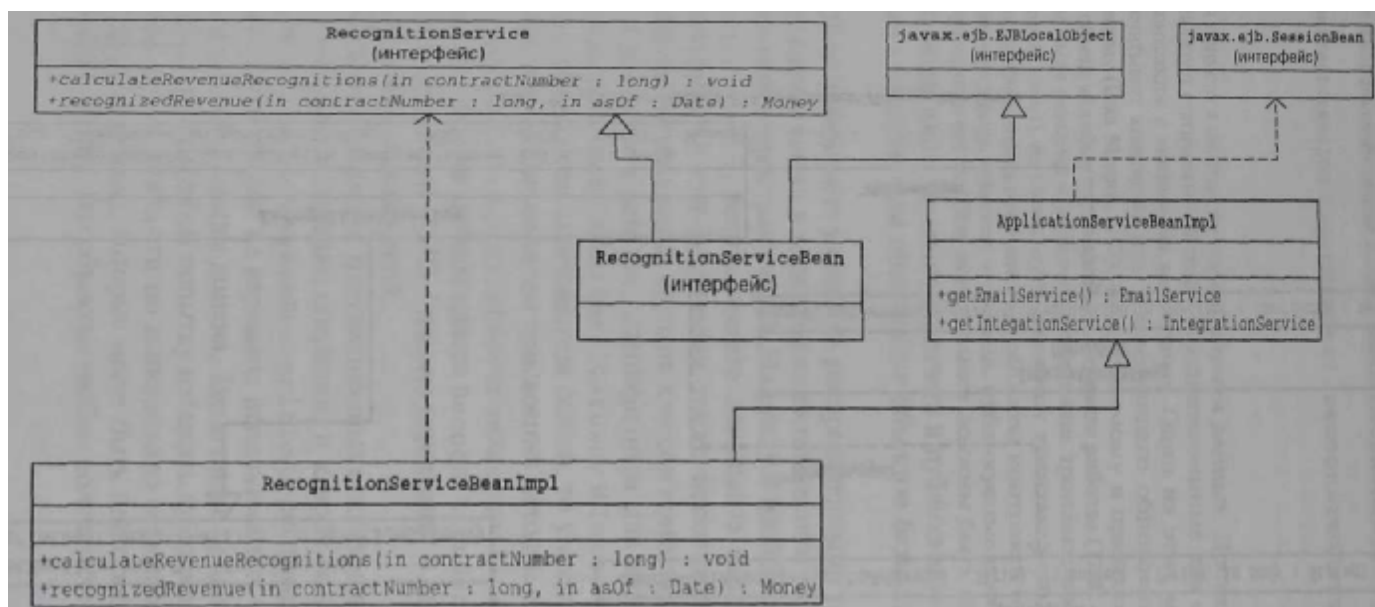 RecognitionService
(интерфейс)
+calculateRevenueRecognitions(in contractNumber : long) : void
+recognizedRevenue(in contractNumber : long, in asOf : Date) : Money
javax.ejb.EJBLocalObject
(интерфейс)
javax.ejb.SessionBean
(интерфейс)
RecognitionServiceBean
(интерфейс)
ApplicationServiceBeanImpl
+getEmailService() : EmailService
+getIntegationService() : IntegrationService
RecognitionServiceBeanImpl
+calculateRevenueRecognitions(in contractNumber : long) : void
+recognizedRevenue(in contractNumber : long, in asOf : Date) : Money